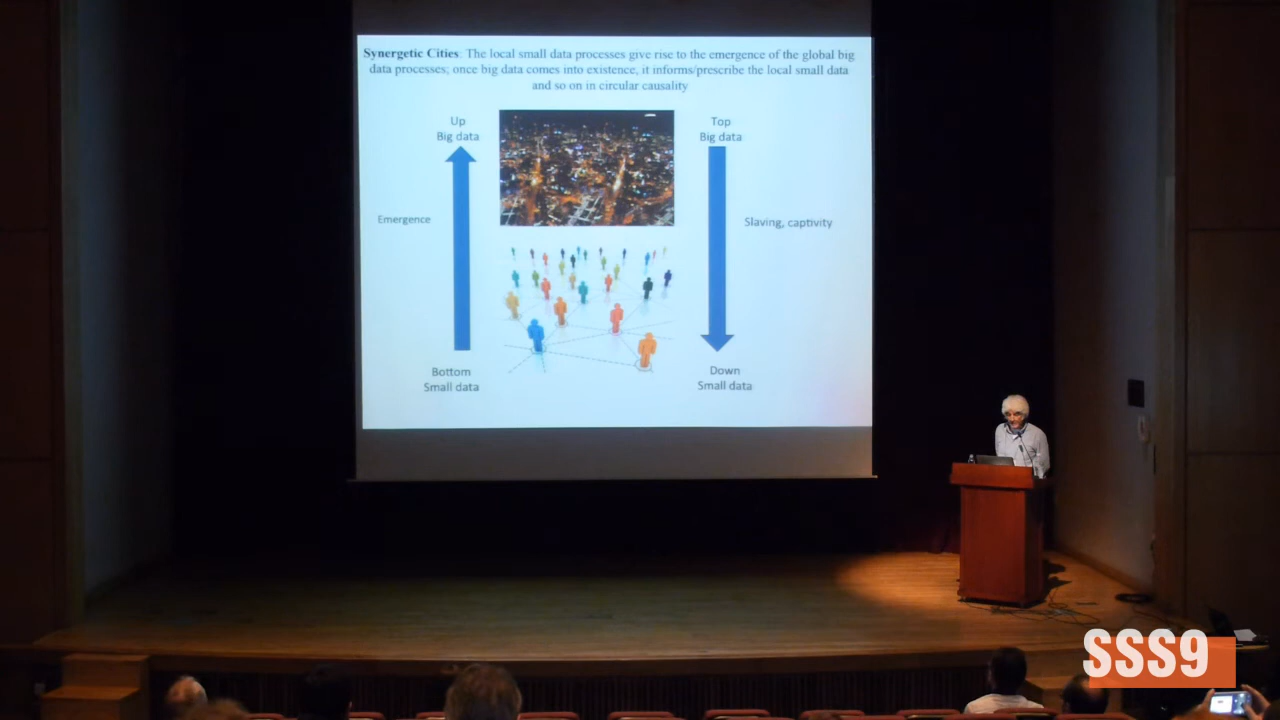 Synergetic Cities: The local small data processes give rise to the emergence of the global big
data processes; once big data comes into existence, it informs/prescribe the local small data
and so on in circular causality
Up
Big data
Top
Big data
Emergence
Slaving, captivity
Bottom
Small data
Down
Small data
SSS9